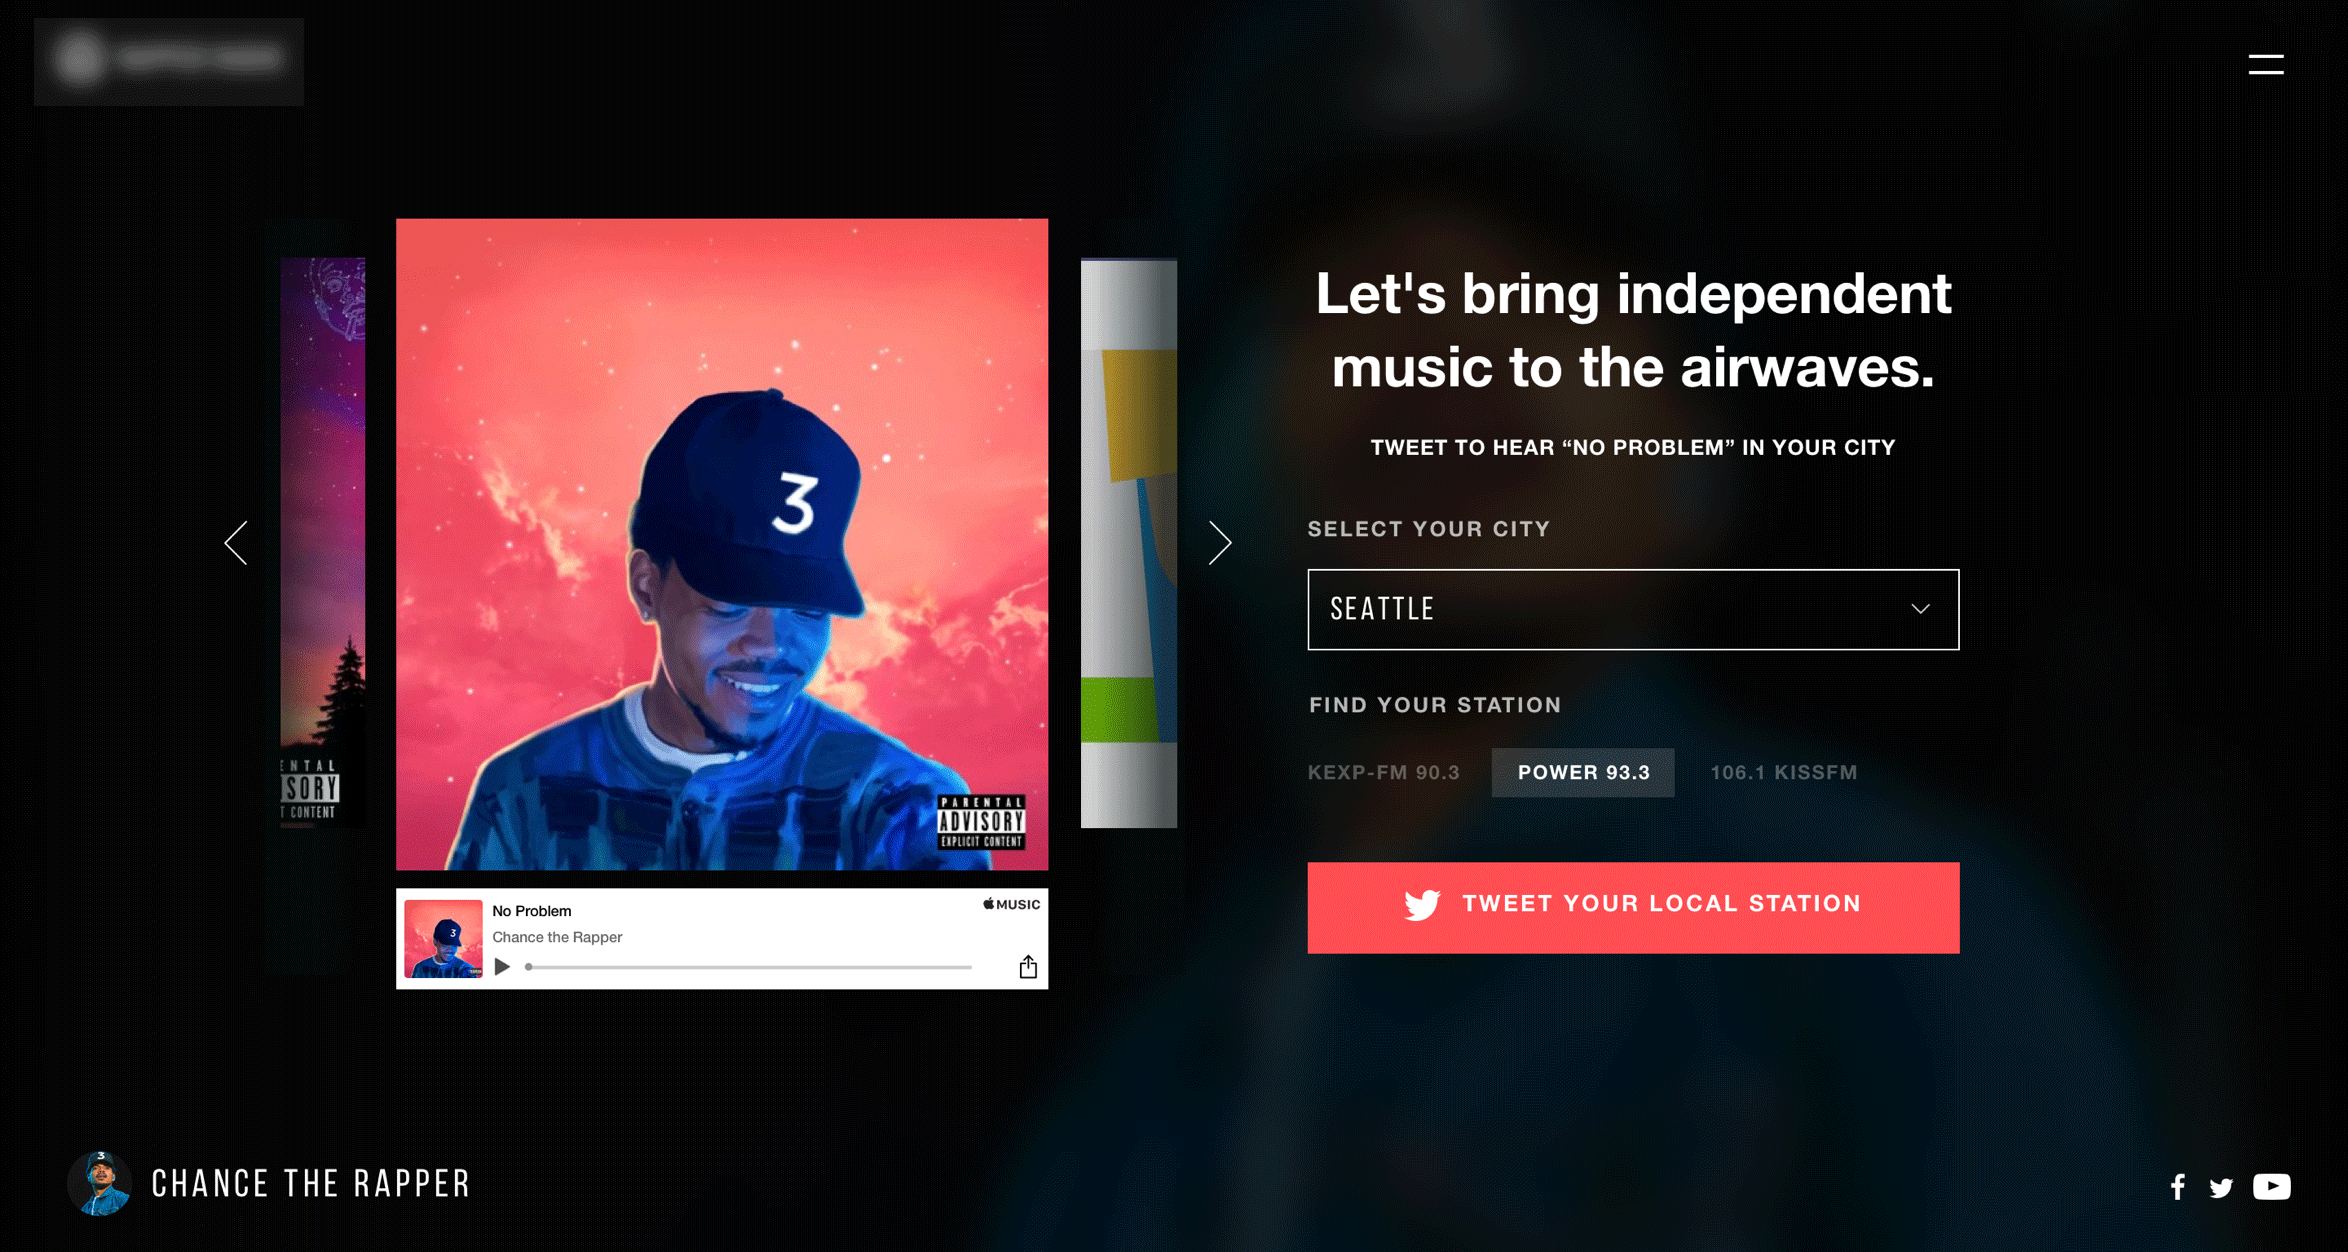 3
ENTAL
SORY
T CONTENT
PARENTAL
ADVISORY
EXPLICIT CONTENT
No Problem
MUSIC
Chance the Rapper
3
Let's bring independent
music to the airwaves.
TWEET TO HEAR “NO PROBLEM” IN YOUR CITY
SELECT YOUR CITY
SEATTLE
FIND YOUR STATION
KEXP-FM 90.3 POWER 93.3 106.1 KISSFM
TWEET YOUR LOCAL STATION
3
CHANCE THE RAPPER